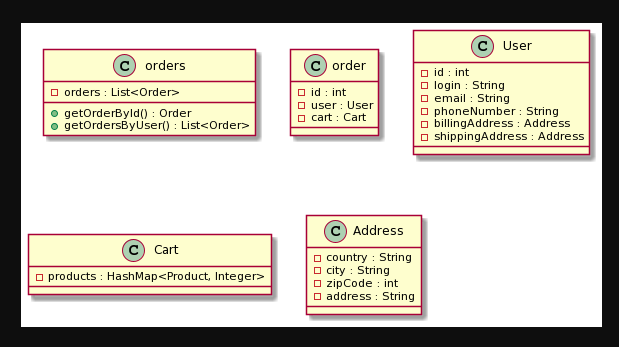 C orders
orders : List<Order>
getOrderById() : Order
getOrdersByUser() : List<Order>
C order
id : int
user : User
cart : Cart
C User
id : int
login : String
email : String
phoneNumber : String
billingAddress : Address
shippingAddress : Address
C Cart
products : HashMap<Product, Integer>
C Address
country : String
city : String
zipCode : int
address : String